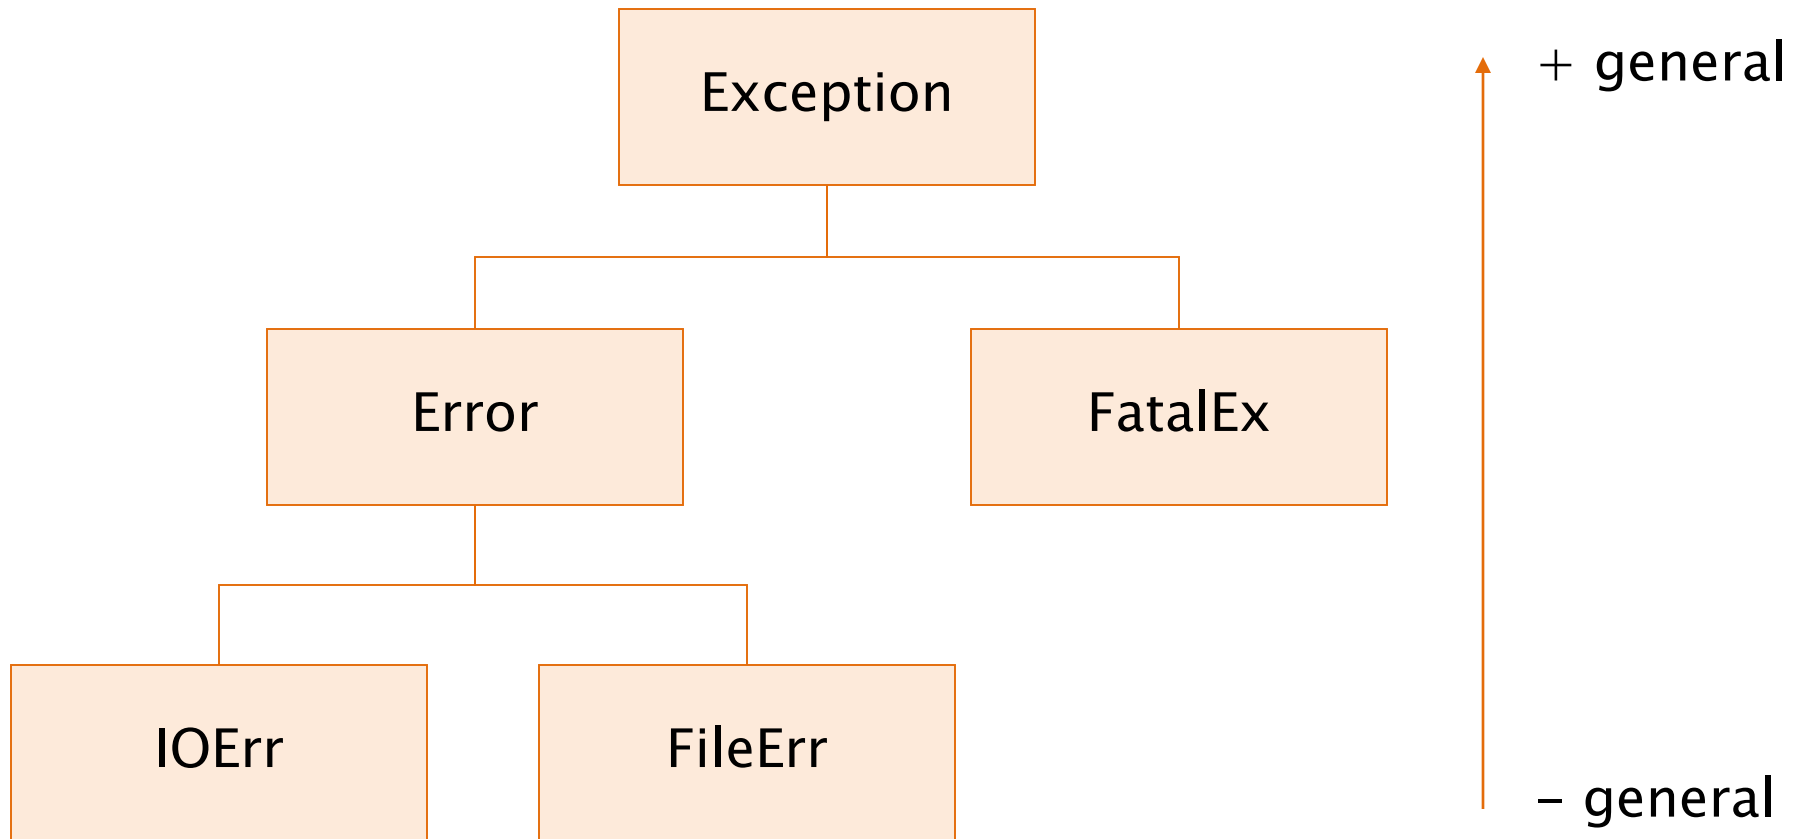 Exception
+ general
Error
FatalEx
IOErr
FileErr
– general